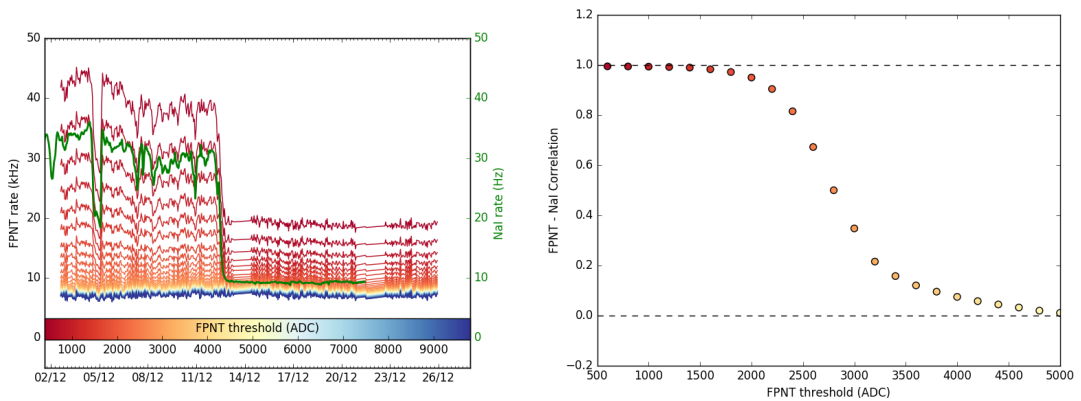 50
40
30
20
10
0
FPNT rate (kHz)
50
40
30
20
10
0
NaI rate (Hz)
FPNT threshold (ADC)
1000 2000 3000 4000 5000 6000 7000 8000 9000
02/12 05/12 08/12 11/12 14/12 17/12 20/12 23/12 26/12
1.2
1.0
0.8
0.6
0.4
0.2
0.0
−0.2
FPNT - NaI Correlation
500 1000 1500 2000 2500 3000 3500 4000 4500 5000
FPNT threshold (ADC)